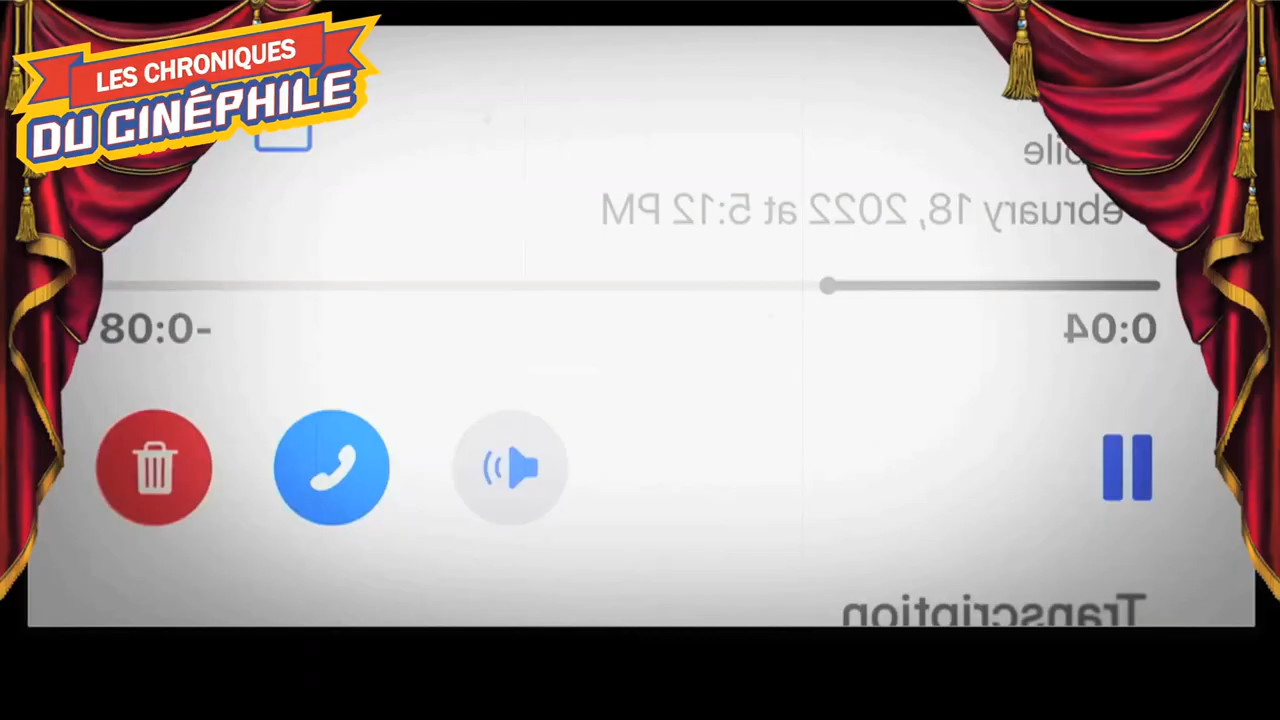 LES CHRONIQUES
DU CINÉPHILE
bile
ebruary 18, 2022 at 5:12 PM
0:04
-0:08
Transcription